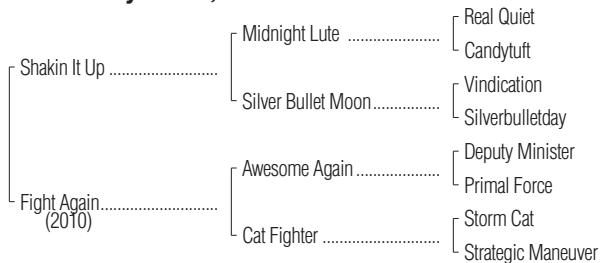 Real Quiet
Midnight Lute ......................
Candytuft
Shakin It Up .........................
Vindication
Silver Bullet Moon................
Silverbulletday
Deputy Minister
Awesome Again ....................
Primal Force
Fight Again...........................
(2010)
Storm Cat
Cat Fighter ............................
Strategic Maneuver